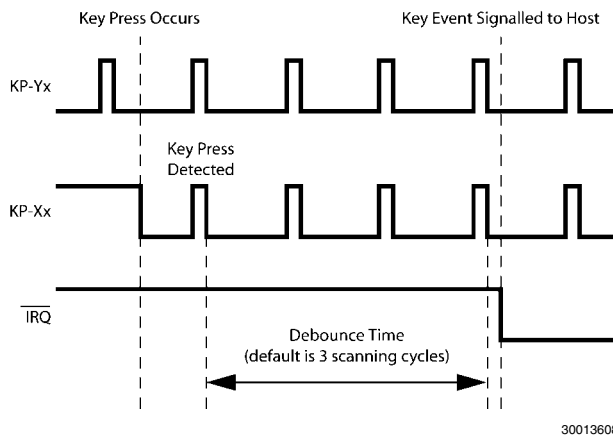 Key Press Occurs
Key Event Signalled to Host
KP-Yx
Key Press
Detected
KP-Xx
IRQ
Debounce Time
(default is 3 scanning cycles)
30013608